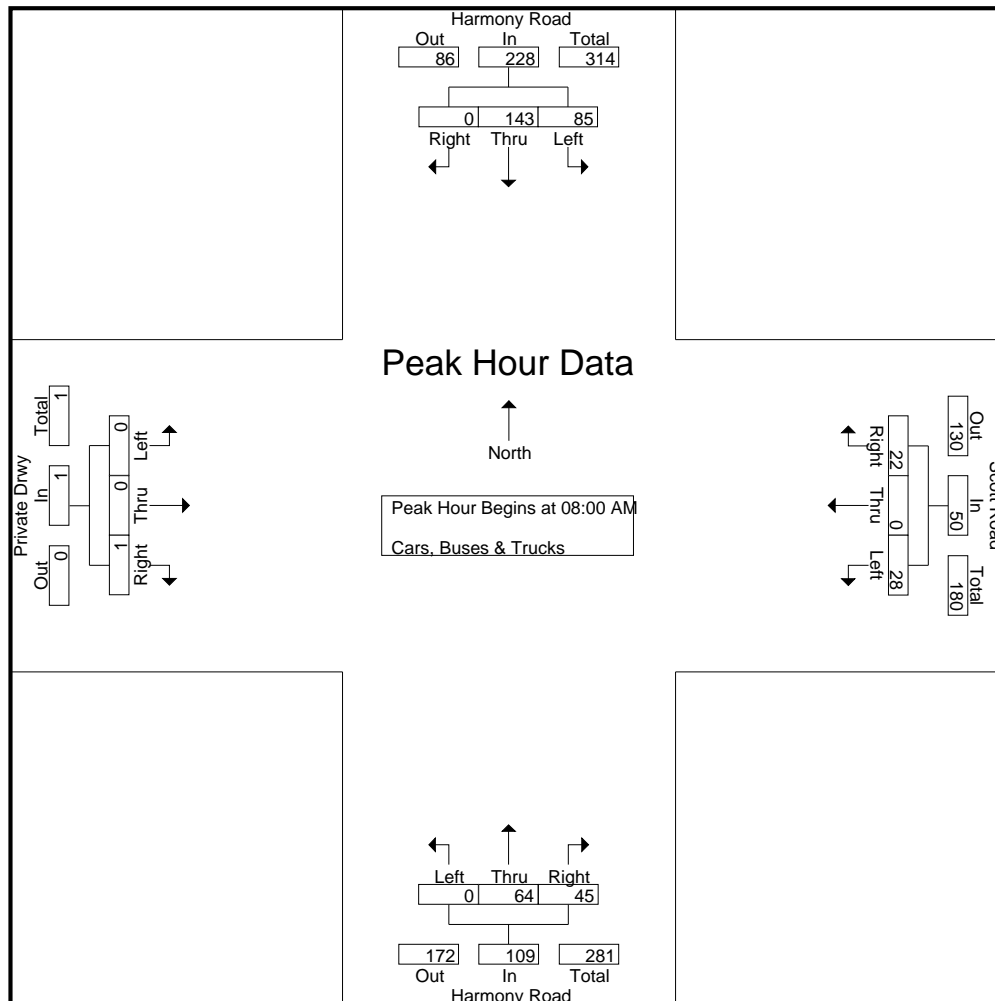 Harmony Road
Out In Total
86 228 314
0 143 85
Right Thru Left
Peak Hour Data
North
Peak Hour Begins at 08:00 AM
Cars, Buses & Trucks
Private Drwy
Out In Total
0 1 1
1 0 0
Right Thru Left
Right Thru Left
22 0 28
Out In Total
130 50 180
Scott Road
Left Thru Right
0 64 45
172 109 281
Out In Total
Harmony Road